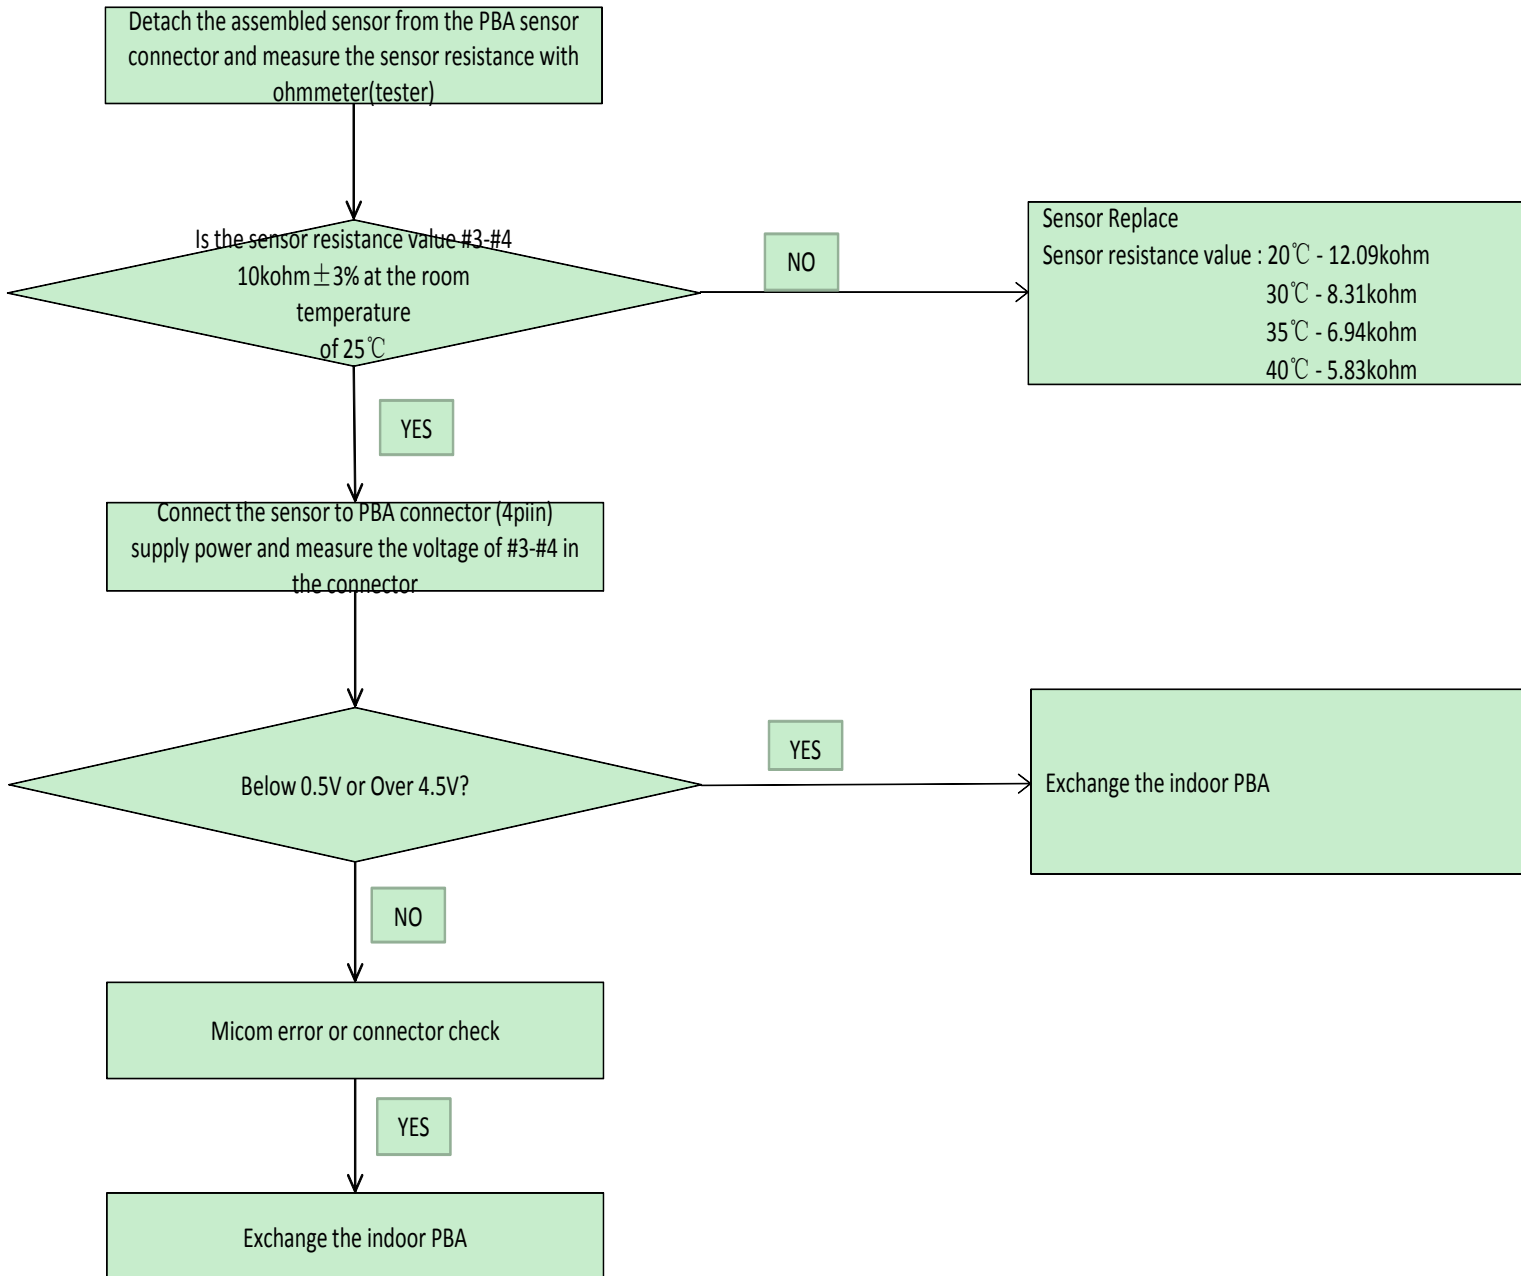 Detach the assembled sensor from the PBA sensor
connector and measure the sensor resistance with
ohmmeter(tester)
Is the sensor resistance value #3-#4
10kohm±3% at the room
temperature
of 25℃
NO
Sensor Replace
Sensor resistance value : 20℃ - 12.09kohm
30℃ - 8.31kohm
35℃ - 6.94kohm
40℃ - 5.83kohm
YES
Connect the sensor to PBA connector (4piin)
supply power and measure the voltage of #3-#4 in
the connector
Below 0.5V or Over 4.5V?
YES
Exchange the indoor PBA
NO
Micom error or connector check
YES
Exchange the indoor PBA